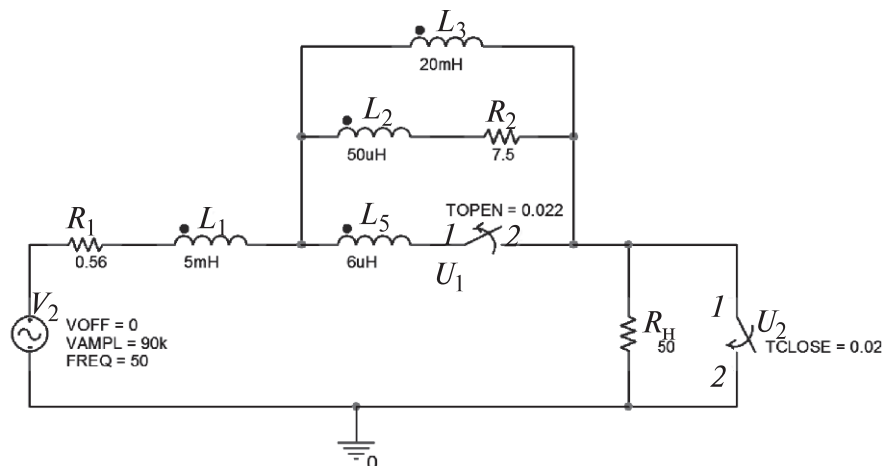 L3
20mH
L2
50uH
R2
7.5
R1
0.56
L1
5mH
L5
6uH
TOPEN = 0.022
1
2
U1
V2
VOFF = 0
VAMPL = 90k
FREQ = 50
RH
50
1
U2
TCLOSE = 0.02
2
0